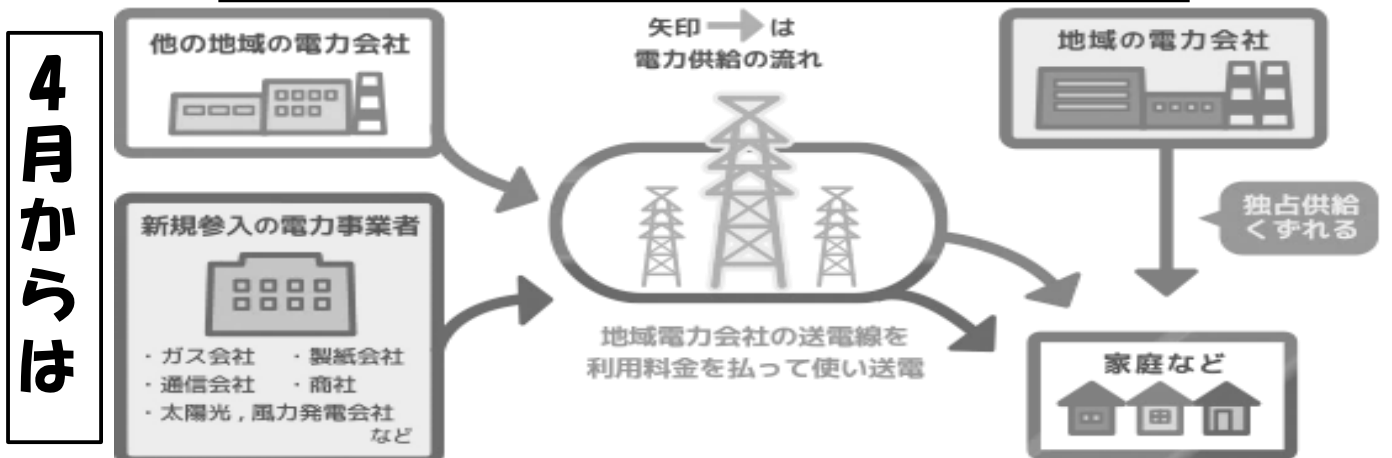 4月からは
他の地域の電力会社
矢印
は
電力供給の流れ
地域の電力会社
独占供給
くずれる
新規参入の電力事業者
・ガス会社 ・製紙会社
・通信会社 ・商社
・太陽光,風力発電会社
など
地域電力会社の送電線を
利用料金を払って使い送電
家庭など